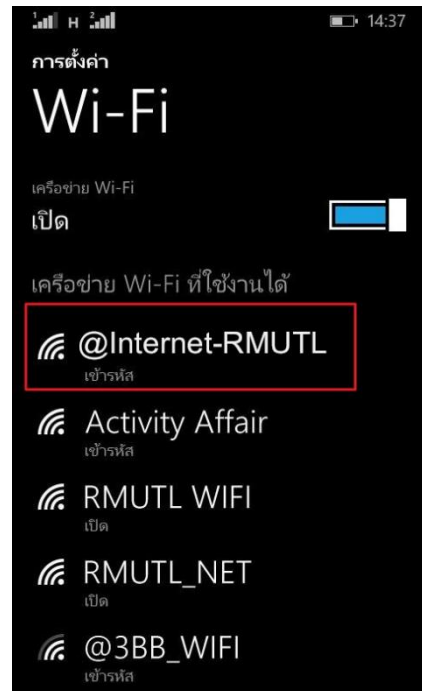 1 H 2 14:37
การตั้งค่า
Wi-Fi
เครือข่าย Wi-Fi
เปิด
เครือข่าย Wi-Fi ที่ใช้งานได้
@Internet-RMUTL
เข้ารหัส
Activity Affair
เข้ารหัส
RMUTL WIFI
เปิด
RMUTL_NET
เปิด
@3BB_WIFI
เข้ารหัส